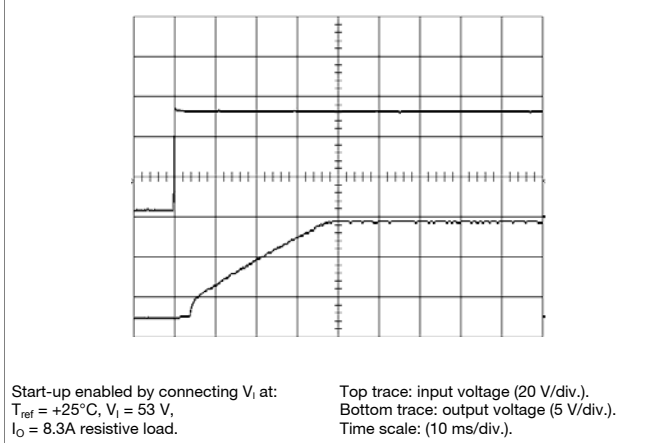 Start-up enabled by connecting VI at:
Tref = +25°C, VI = 53 V,
IO = 8.3A resistive load.
Top trace: input voltage (20 V/div.).
Bottom trace: output voltage (5 V/div.).
Time scale: (10 ms/div.).